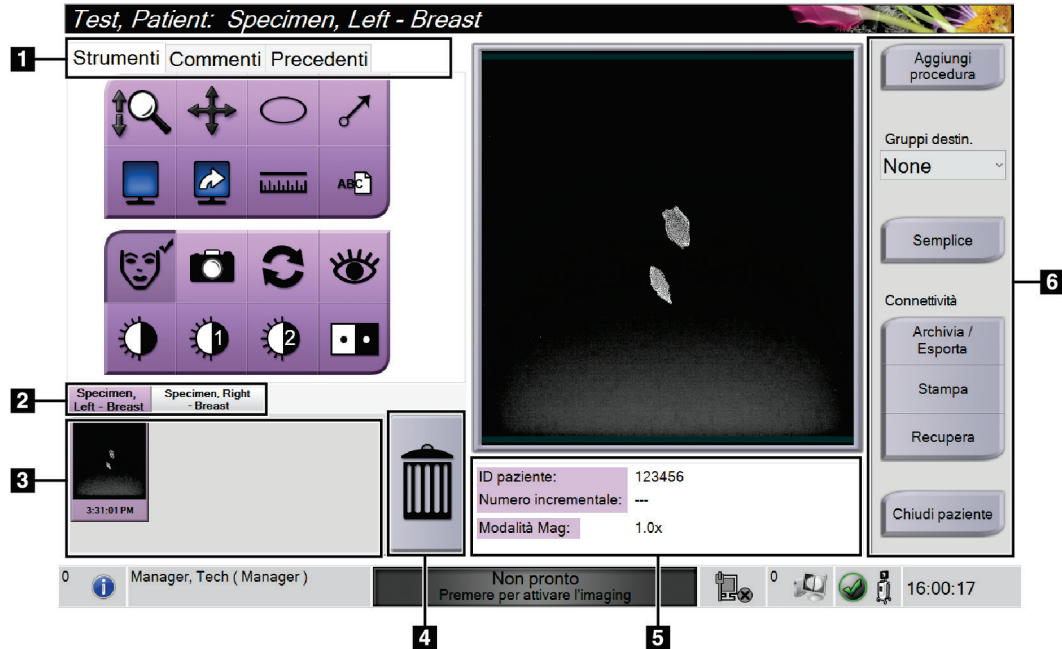 Test, Patient: Specimen, Left - Breast
1
Strumenti Commenti Precedenti
ABC
1
2
2
Specimen,
Left - Breast
Specimen, Right
- Breast
3
3:31:01 PM
4
ID paziente: 123456
Numero incrementale: ---
Modalità Mag: 1.0x
5
Aggiungi
procedura
Gruppi destin.
None
Semplice
Connettività
Archivia /
Esporta
Stampa
Recupera
Chiudi paziente
6
0
i
Manager, Tech ( Manager )
Non pronto
Premere per attivare l'imaging
0
16:00:17